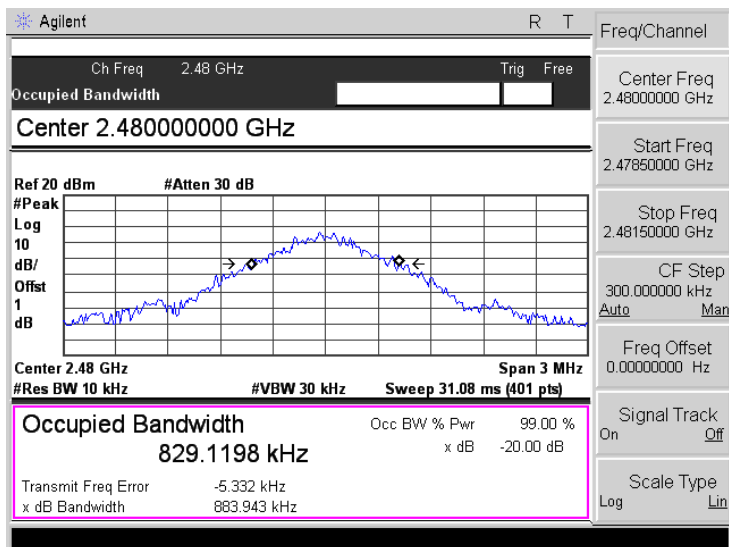 Agilent
R T
Ch Freq 2.48 GHz Trig Free
Occupied Bandwidth
Center 2.480000000 GHz
Ref 20 dBm #Atten 30 dB
#Peak
Log
10
dB/
Offst
1
dB
Center 2.48 GHz Span 3 MHz
#Res BW 10 kHz #VBW 30 kHz Sweep 31.08 ms (401 pts)
Occupied Bandwidth
829.1198 kHz
Occ BW % Pwr 99.00 %
x dB -20.00 dB
Transmit Freq Error -5.332 kHz
x dB Bandwidth 883.943 kHz
Freq/Channel
Center Freq
2.48000000 GHz
Start Freq
2.47850000 GHz
Stop Freq
2.48150000 GHz
CF Step
300.000000 kHz
Auto Man
Freq Offset
0.00000000 Hz
Signal Track
On Off
Scale Type
Log Lin